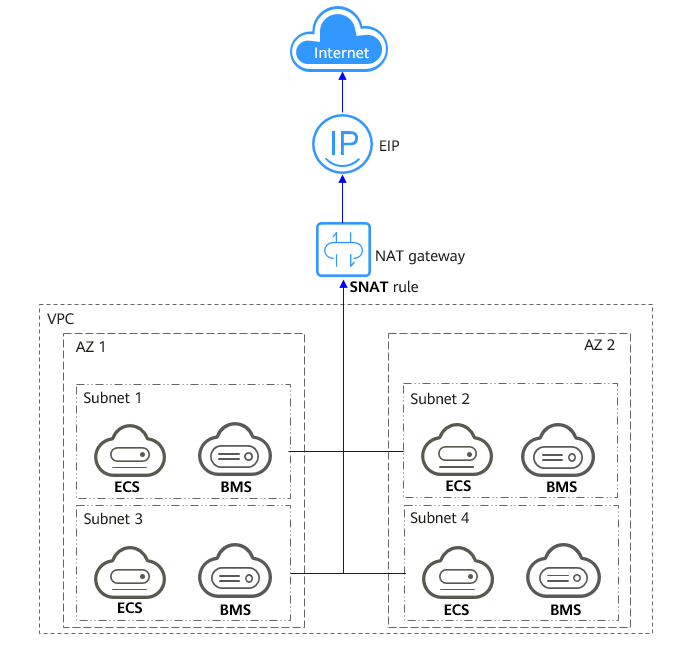 Internet
IP
EIP
NAT gateway
SNAT rule
VPC
AZ 1
AZ 2
Subnet 1
Subnet 2
ECS
BMS
ECS
BMS
Subnet 3
Subnet 4
ECS
BMS
ECS
BMS